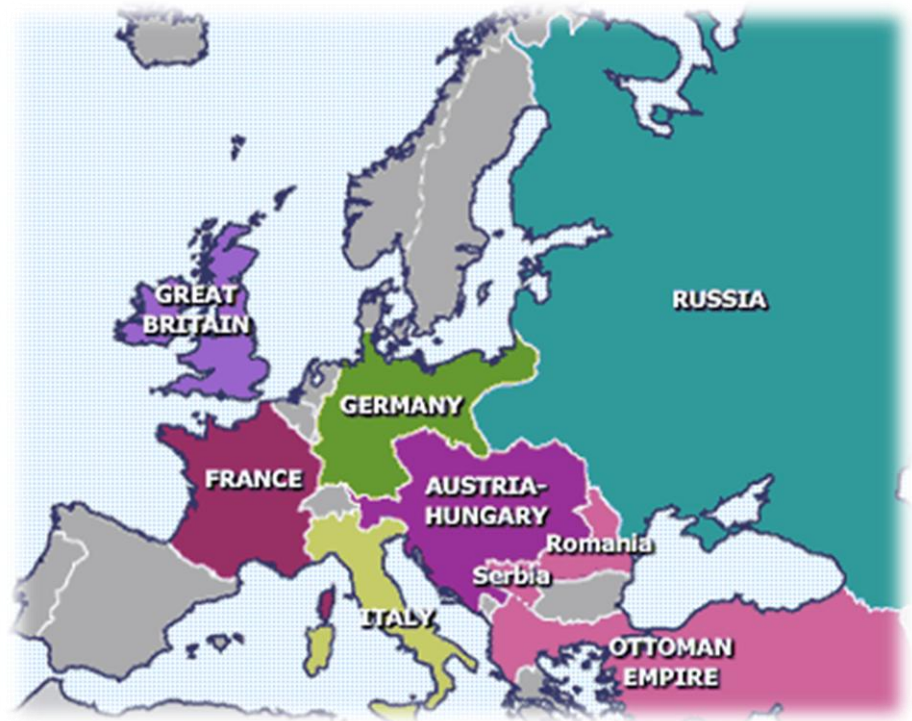 GREAT
BRITAIN
RUSSIA
GERMANY
FRANCE
AUSTRIA-
HUNGARY
Romania
Serbia
ITALY
OTTOMAN
EMPIRE